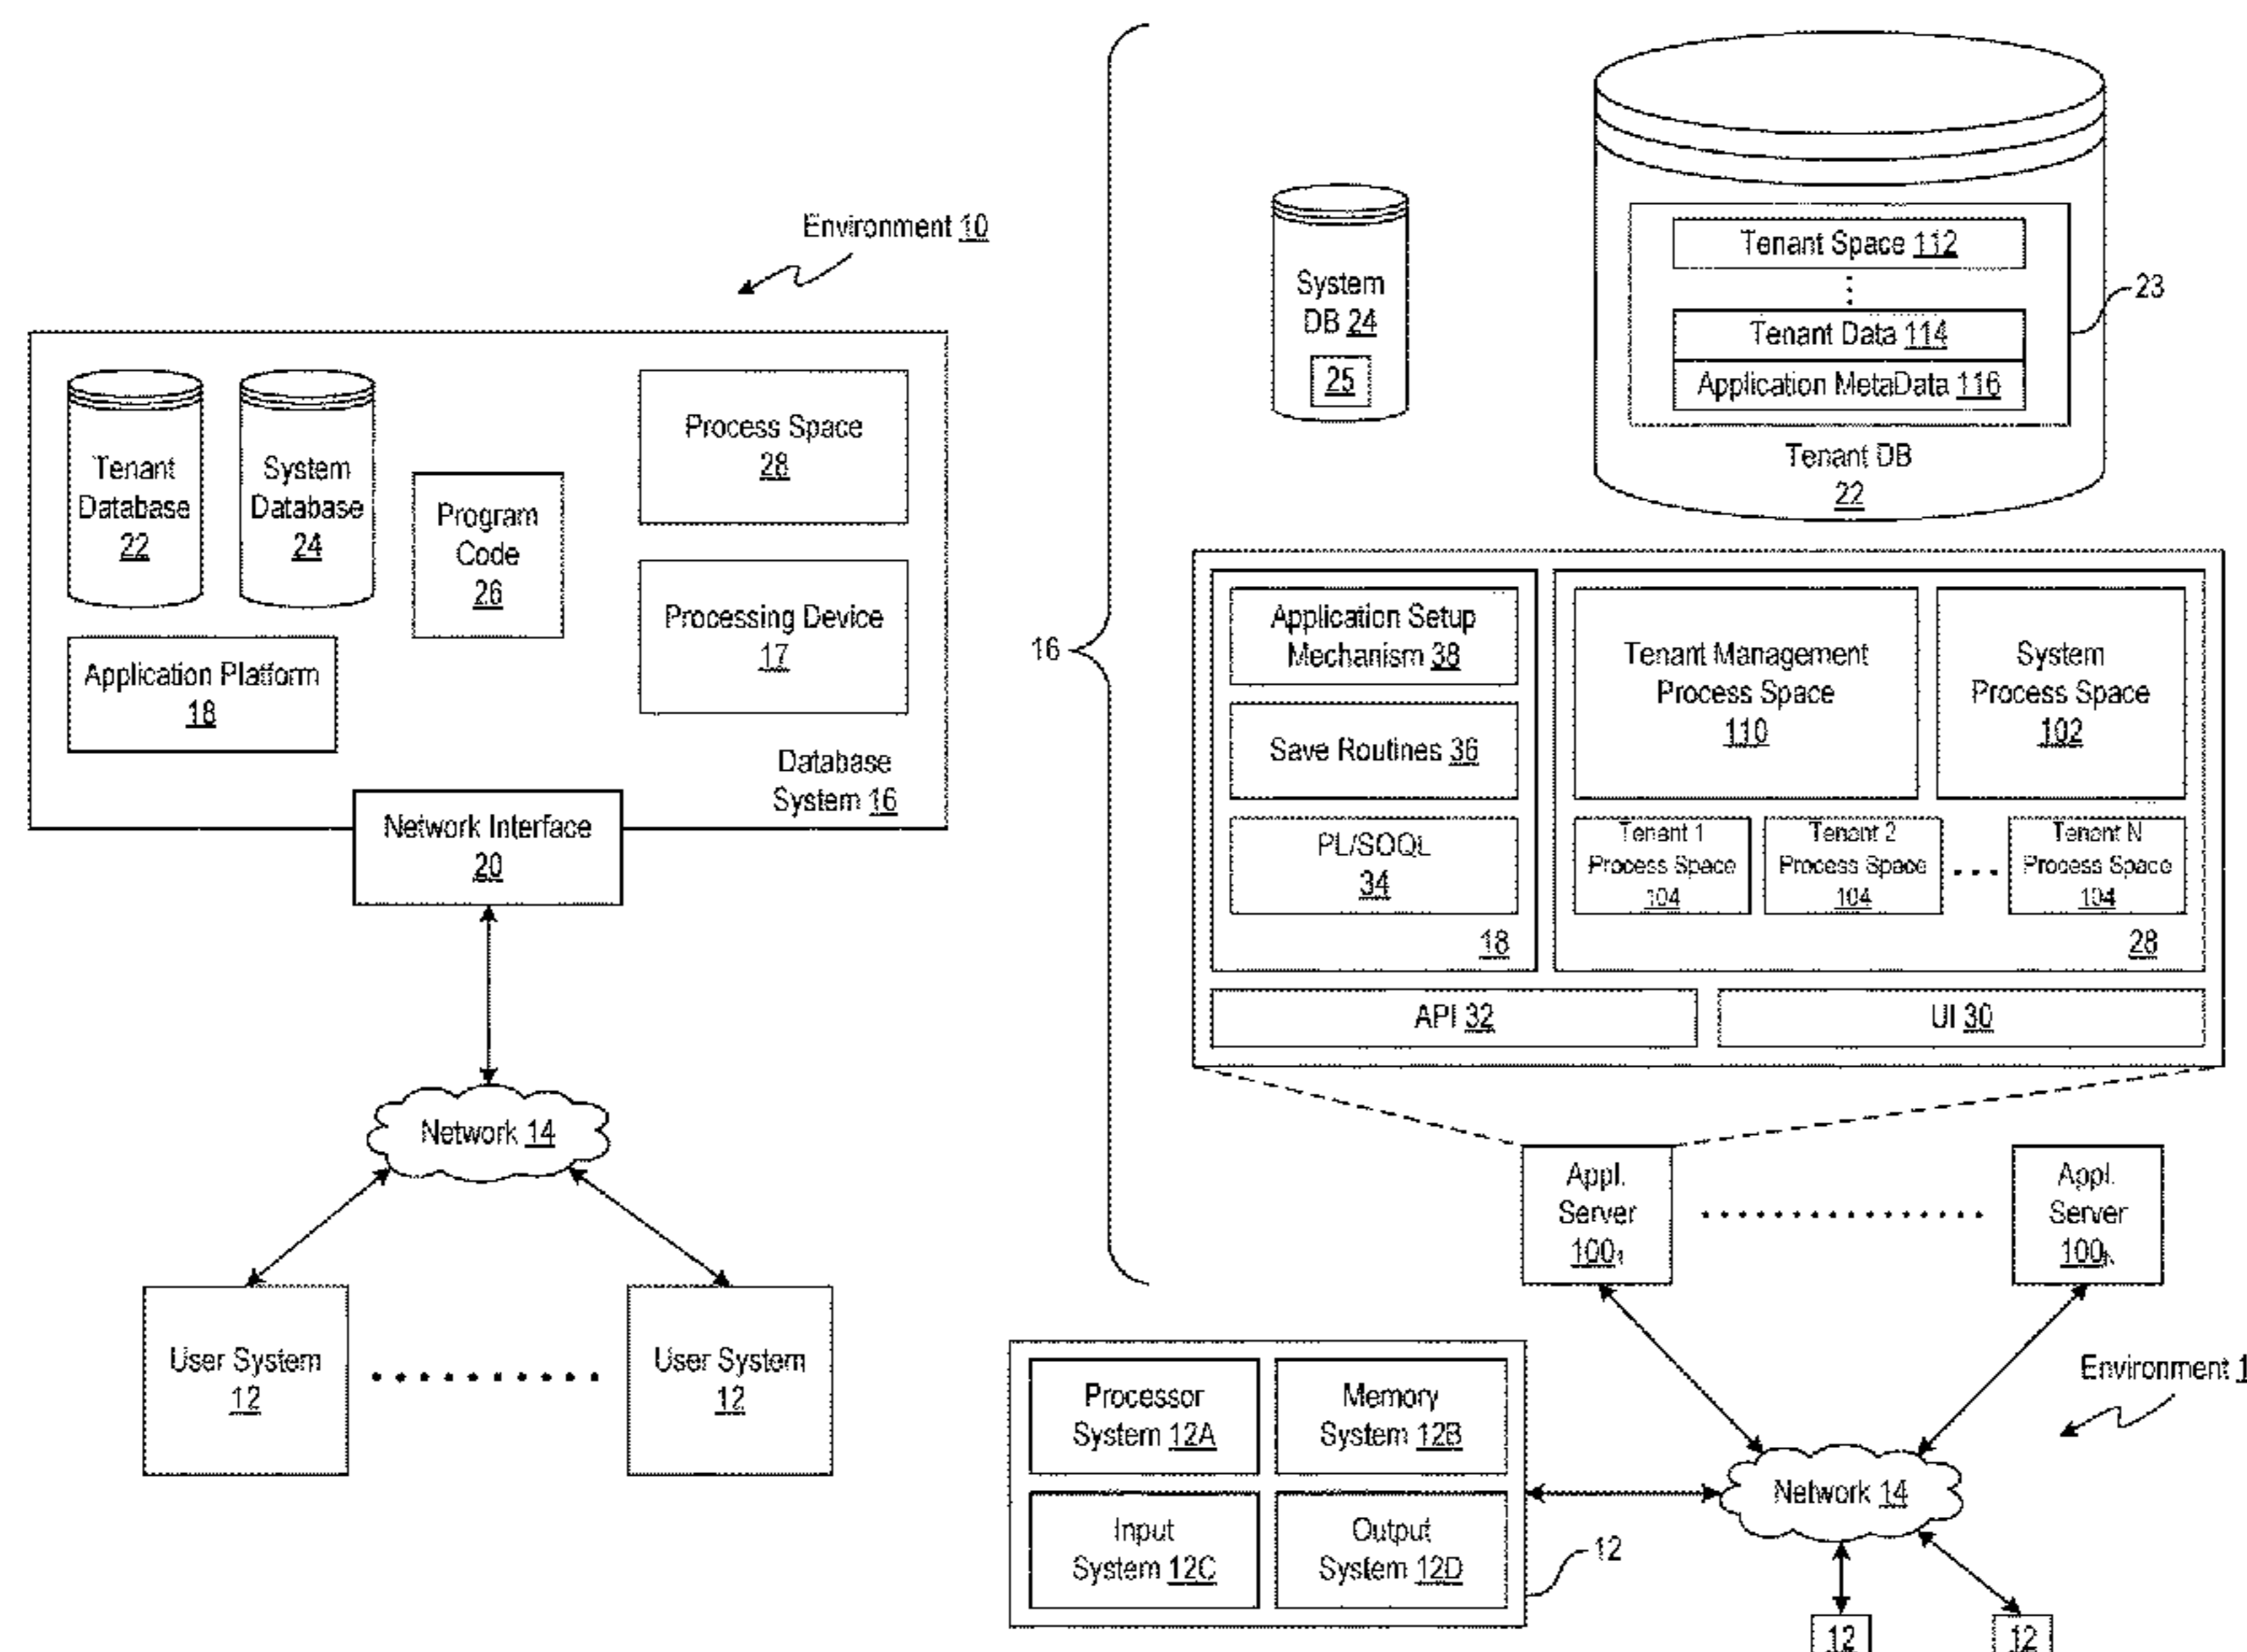 Environment 10
Tenant
Database
22
System
Database
24
Program
Code
26
Process Space
28
Processing Device
17
Application Platform
18
Database
System 16
Network Interface
20
Network 14
User System
12
User System
12
16
System
DB 24
25
Tenant Space 112
Tenant Data 114
Application MetaData 116
23
Tenant DB
22
Application Setup
Mechanism 38
Save Routines 36
PL/SOQL
34
18
Tenant Management
Process Space
110
System
Process Space
102
Tenant 1
Process Space
104
Tenant 2
Process Space
104
Tenant N
Process Space
104
28
API 32
UI 30
Appl.
Server
1001
Appl.
Server
100N
Environment 1
Processor
System 12A
Memory
System 12B
Input
System 12C
Output
System 12D
12
Network 14
12
12